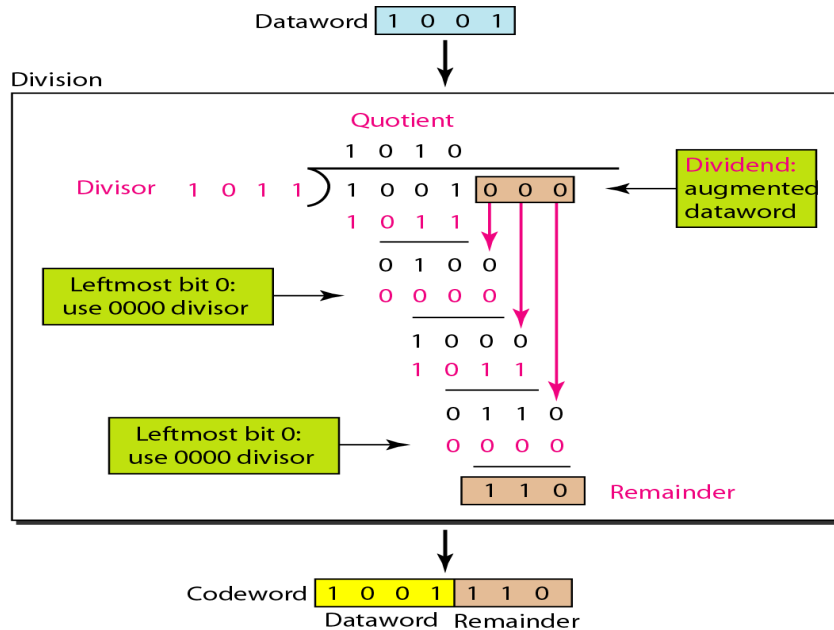 Dataword 1 0 0 1
Division
Quotient
1 0 1 0
Divisor 1 0 1 1 1 0 0 1 0 0 0
Dividend:
augmented
dataword
1 0 1 1
Leftmost bit 0:
use 0000 divisor
0 1 0 0
0 0 0 0
1 0 0 0
1 0 1 1
Leftmost bit 0:
use 0000 divisor
0 1 1 0
0 0 0 0
1 1 0 Remainder
Codeword 1 0 0 1 1 1 0
Dataword Remainder